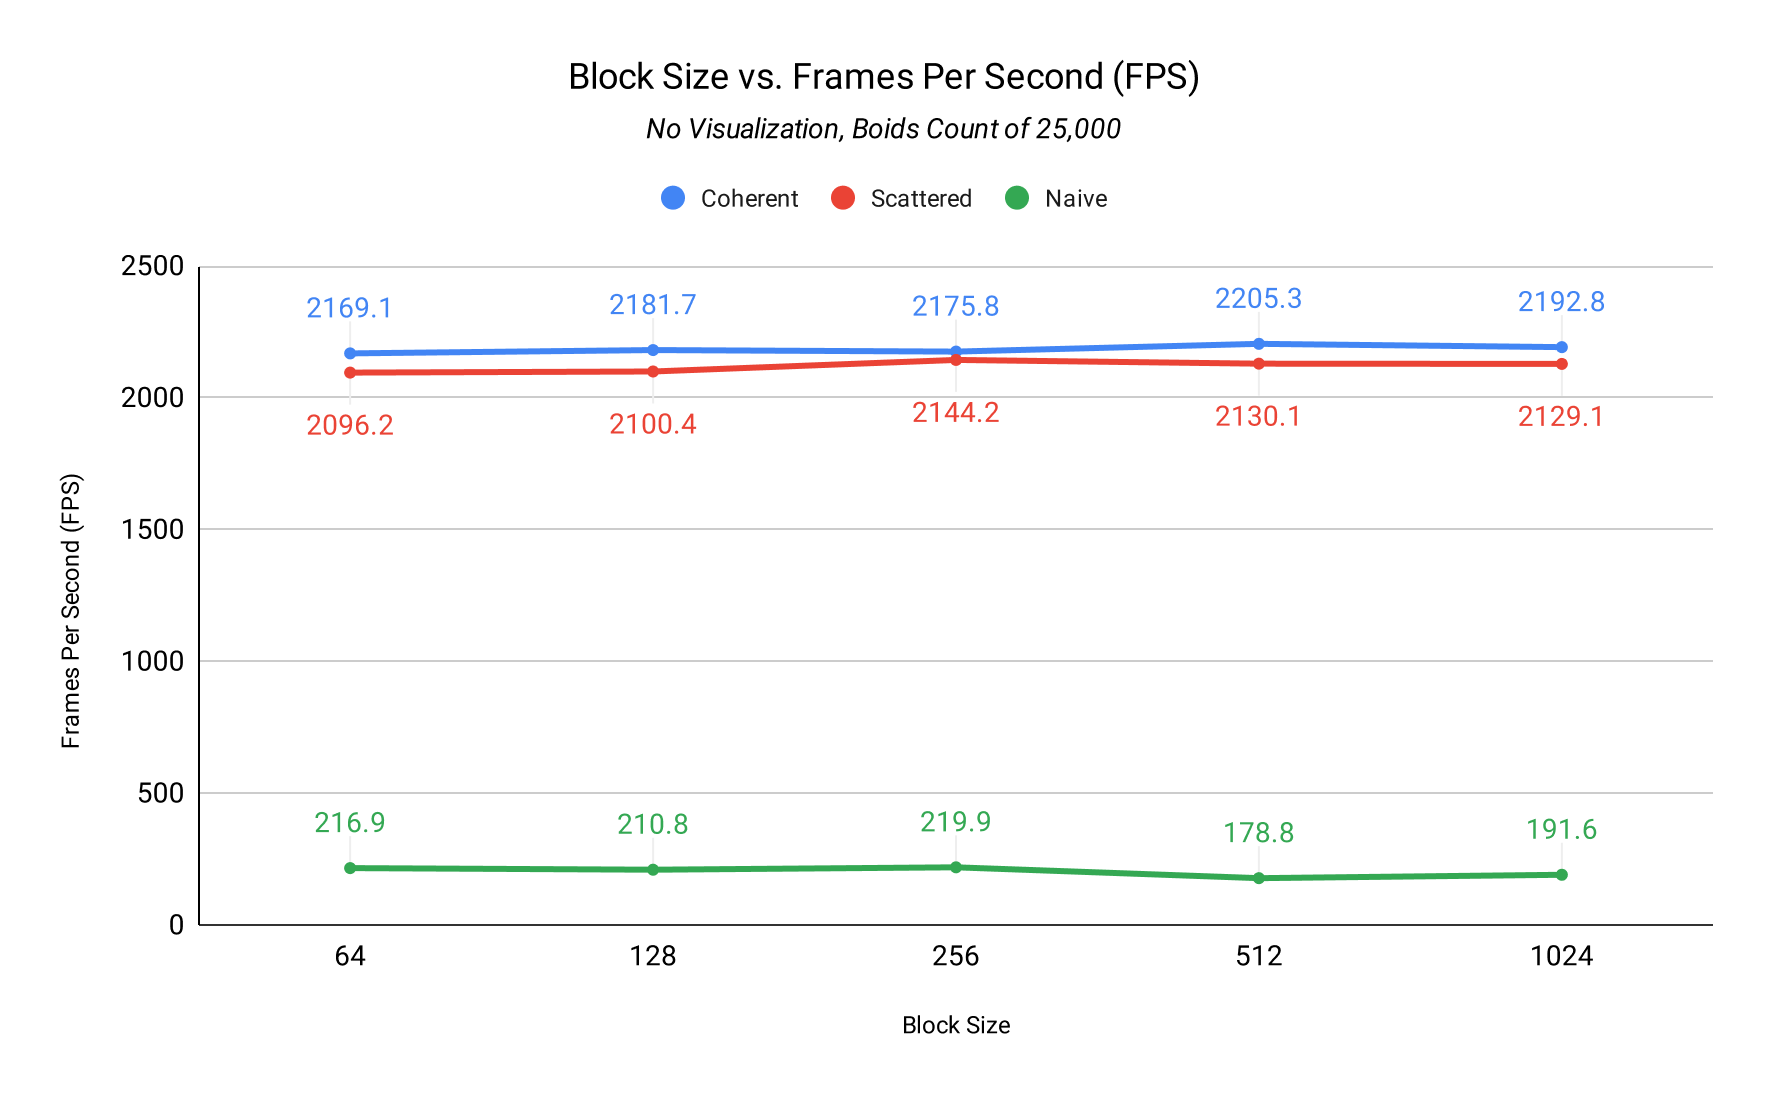 Block Size vs. Frames Per Second (FPS)
No Visualization, Boids Count of 25,000
Coherent Scattered Naive
Frames Per Second (FPS)
2500
2000
1500
1000
500
0
2169.1 2181.7 2175.8 2205.3 2192.8
2096.2 2100.4 2144.2 2130.1 2129.1
216.9 210.8 219.9 178.8 191.6
64 128 256 512 1024
Block Size